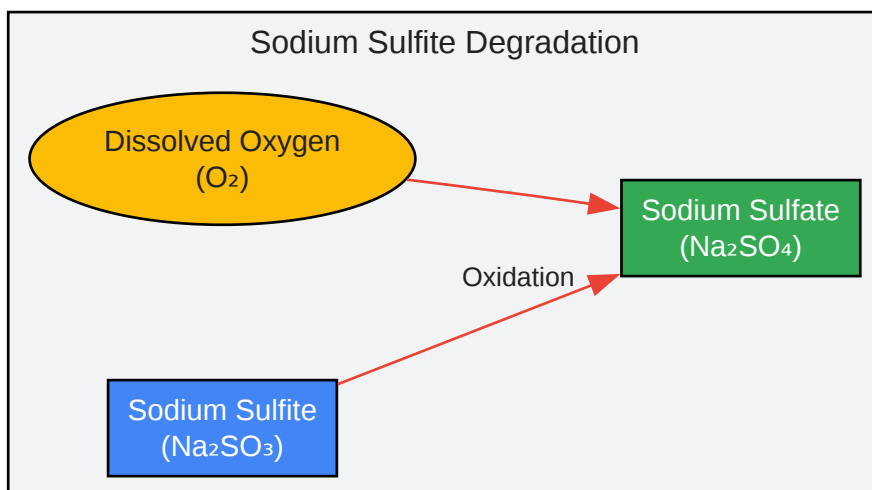 Sodium Sulfite Degradation
Dissolved Oxygen
(O₂)
Sodium Sulfate
(Na₂SO₄)
Oxidation
Sodium Sulfite
(Na₂SO₃)